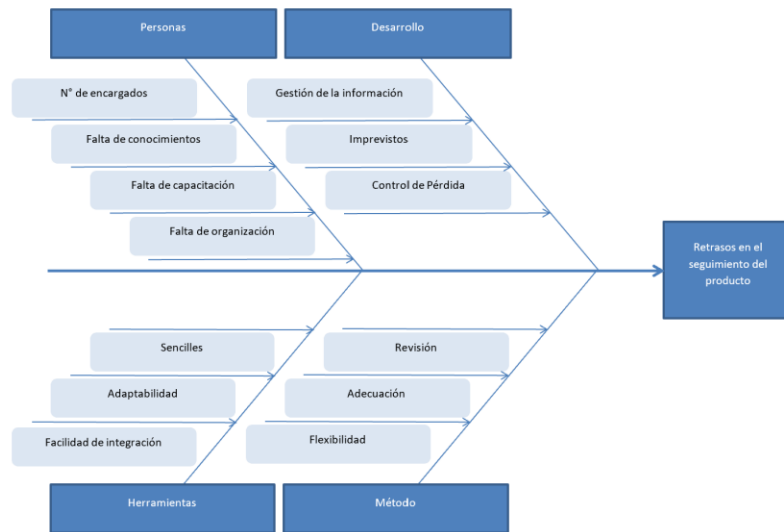 Personas
Desarrollo
N° de encargados
Gestión de la información
Falta de conocimientos
Imprevistos
Falta de capacitación
Control de Pérdida
Falta de organización
Retrasos en el
seguimiento del
producto
Sencilles
Revisión
Adaptabilidad
Adecuación
Facilidad de integración
Flexibilidad
Herramientas
Método